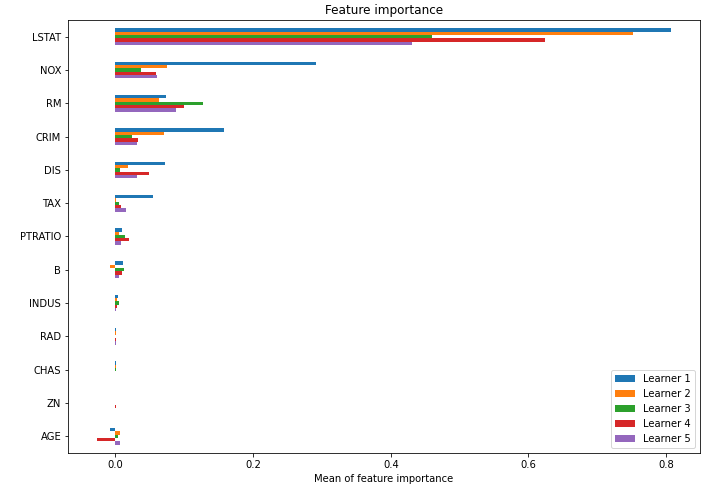 Feature importance
LSTAT
NOX
RM
CRIM
DIS
TAX
PTRATIO
B
INDUS
RAD
CHAS
ZN
AGE
Learner 1
Learner 2
Learner 3
Learner 4
Learner 5
0.0 0.2 0.4 0.6 0.8
Mean of feature importance